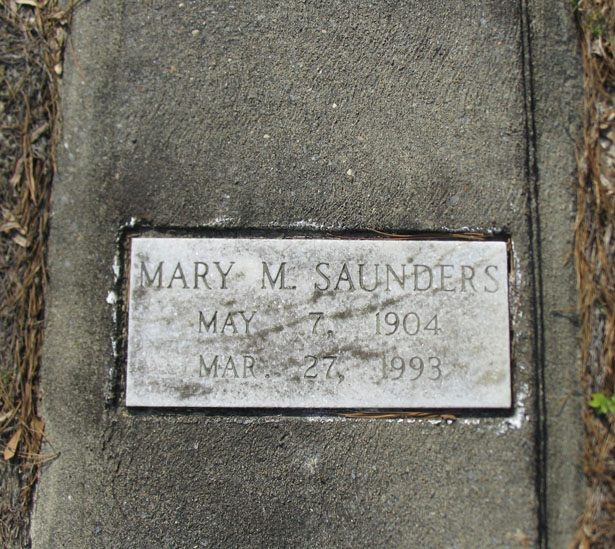 MARY M. SAUNDERS
MAY 7, 1904
MAR. 27, 1993